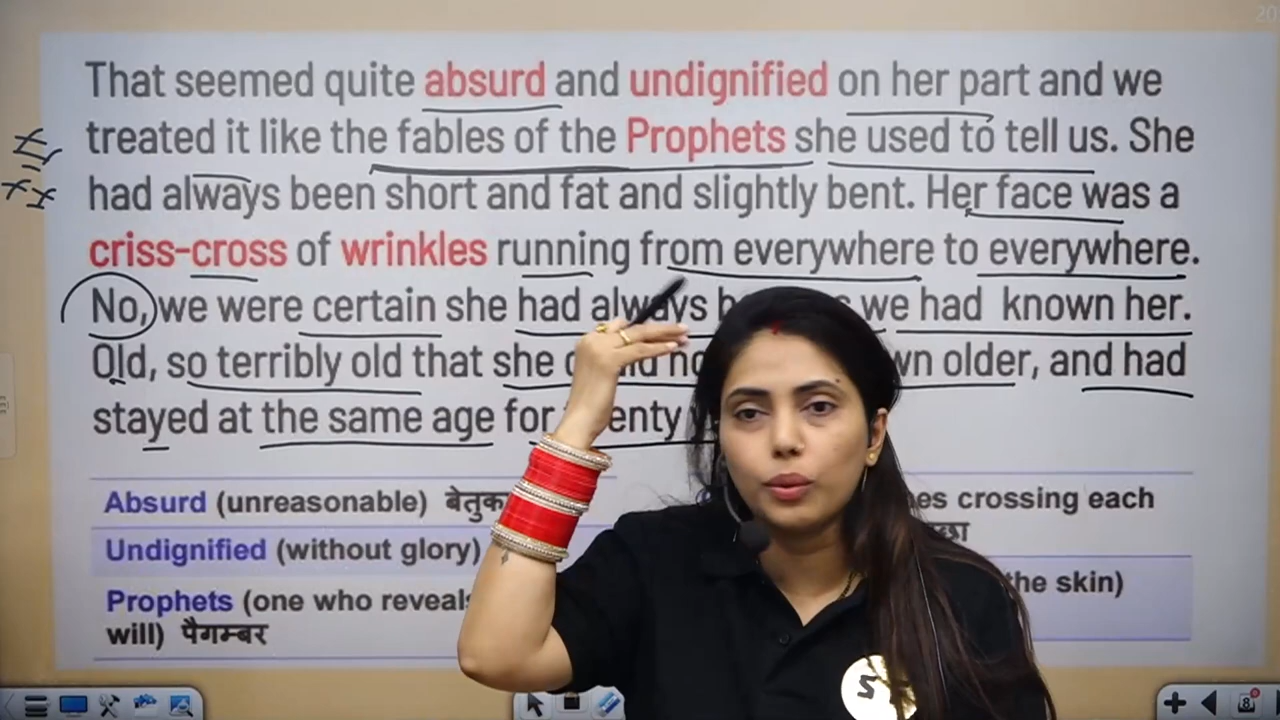 That seemed quite absurd and undignified on her part and we
treated it like the fables of the Prophets she used to tell us. She
had always been short and fat and slightly bent. Her face was a
criss-cross of wrinkles running from everywhere to everywhere.
No, we were certain she had always we had known her.
Old, so terribly old that she older, and had
stayed at the same age for
Absurd (unreasonable) crossing each
Undignified (without glory)
Prophets (one who the skin)
will) पैगम्बर